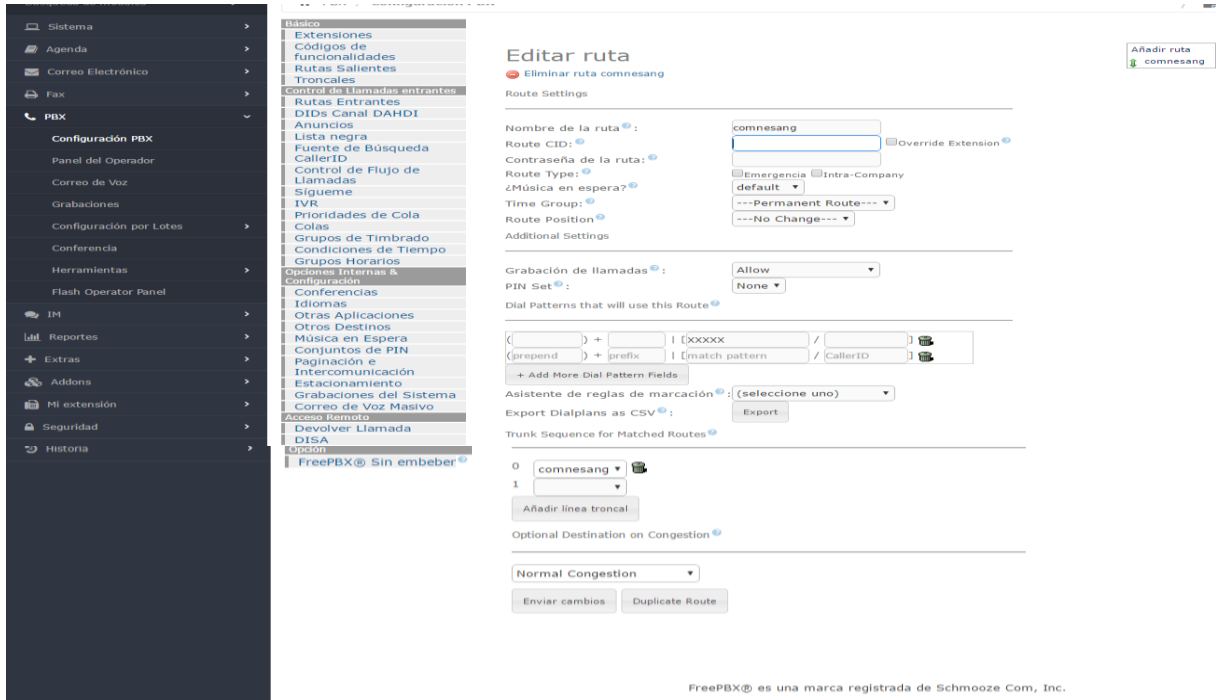 Sistema
Agenda
Correo Electrónico
Fax
PBX
Configuración PBX
Panel del Operador
Correo de Voz
Grabaciones
Configuración por Lotes
Conferencia
Herramientas
Flash Operator Panel
IM
Reportes
Extras
Addons
Mi extensión
Seguridad
Historia
Básico
Extensiones
Códigos de
funcionalidades
Rutas Salientes
Troncales
Control de Llamadas entrantes
Rutas Entrantes
DIDs Canal DAHDI
Anuncios
Lista negra
Fuente de Búsqueda
CallerID
Control de Flujo de
Llamadas
Sígueme
IVR
Prioridades de Cola
Colas
Grupos de Timbrado
Condiciones de Tiempo
Grupos Horarios
Opciones Internas &
Configuración
Conferencias
Idiomas
Otras Aplicaciones
Otros Destinos
Música en Espera
Conjuntos de PIN
Paginación e
Intercomunicación
Estacionamiento
Grabaciones del Sistema
Correo de Voz Masivo
Acceso Remoto
Devolver Llamada
DISA
Opción
FreePBX® Sin embeber
Editar ruta
Eliminar ruta comnesang
Route Settings
Nombre de la ruta : comnesang
Route CID: Override Extension
Contraseña de la ruta:
Route Type: Emergencia Intra-Company
¿Música en espera? default
Time Group: ---Permanent Route---
Route Position ---No Change---
Additional Settings
Grabación de llamadas : Allow
PIN Set : None
Dial Patterns that will use this Route
( ) + | [ XXXXX / ]
(prepend ) + prefix | [ match pattern / CallerID ]
+ Add More Dial Pattern Fields
Asistente de reglas de marcación : (seleccione uno)
Export Dialplans as CSV : Export
Trunk Sequence for Matched Routes
0 comnesang
1
Añadir línea troncal
Optional Destination on Congestion
Normal Congestion
Enviar cambios Duplicate Route
Añadir ruta
comnesang
FreePBX® es una marca registrada de Schmooze Com, Inc.